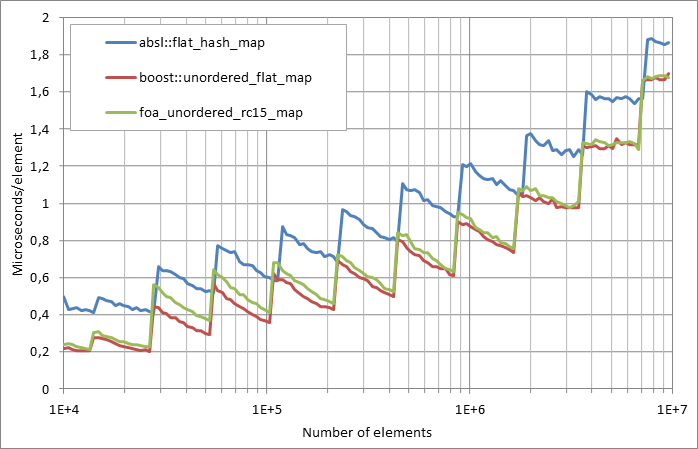 2
1,8
1,6
1,4
1,2
1
0,8
0,6
0,4
0,2
0
Microseconds/element
absl::flat_hash_map
boost::unordered_flat_map
foa_unordered_rc15_map
1E+4 1E+5 1E+6 1E+7
Number of elements